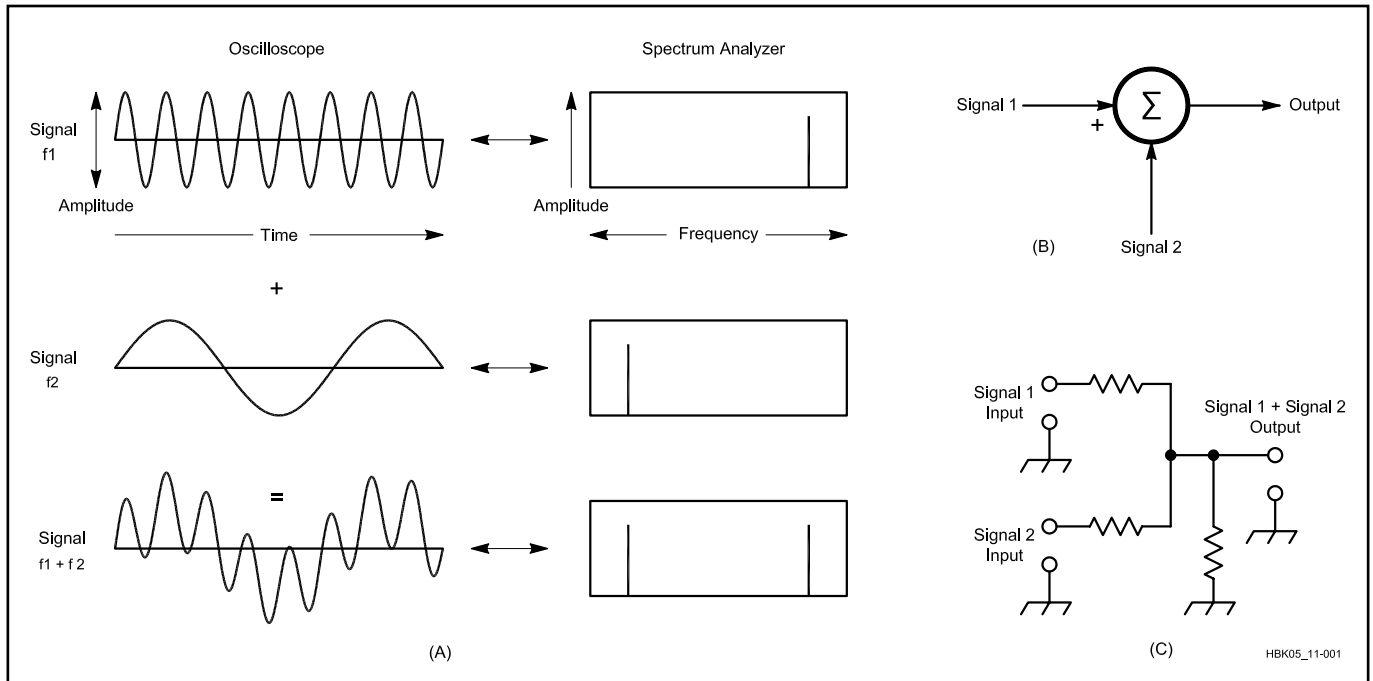 Oscilloscope
Spectrum Analyzer
Signal
f1
Amplitude
Time
Amplitude
Frequency
+
Signal
f2
=
Signal
f1 + f 2
(A)
Signal 1
+
Σ
Output
Signal 2
(B)
Signal 1
Input
Signal 1 + Signal 2
Output
Signal 2
Input
(C)
HBK05_11-001